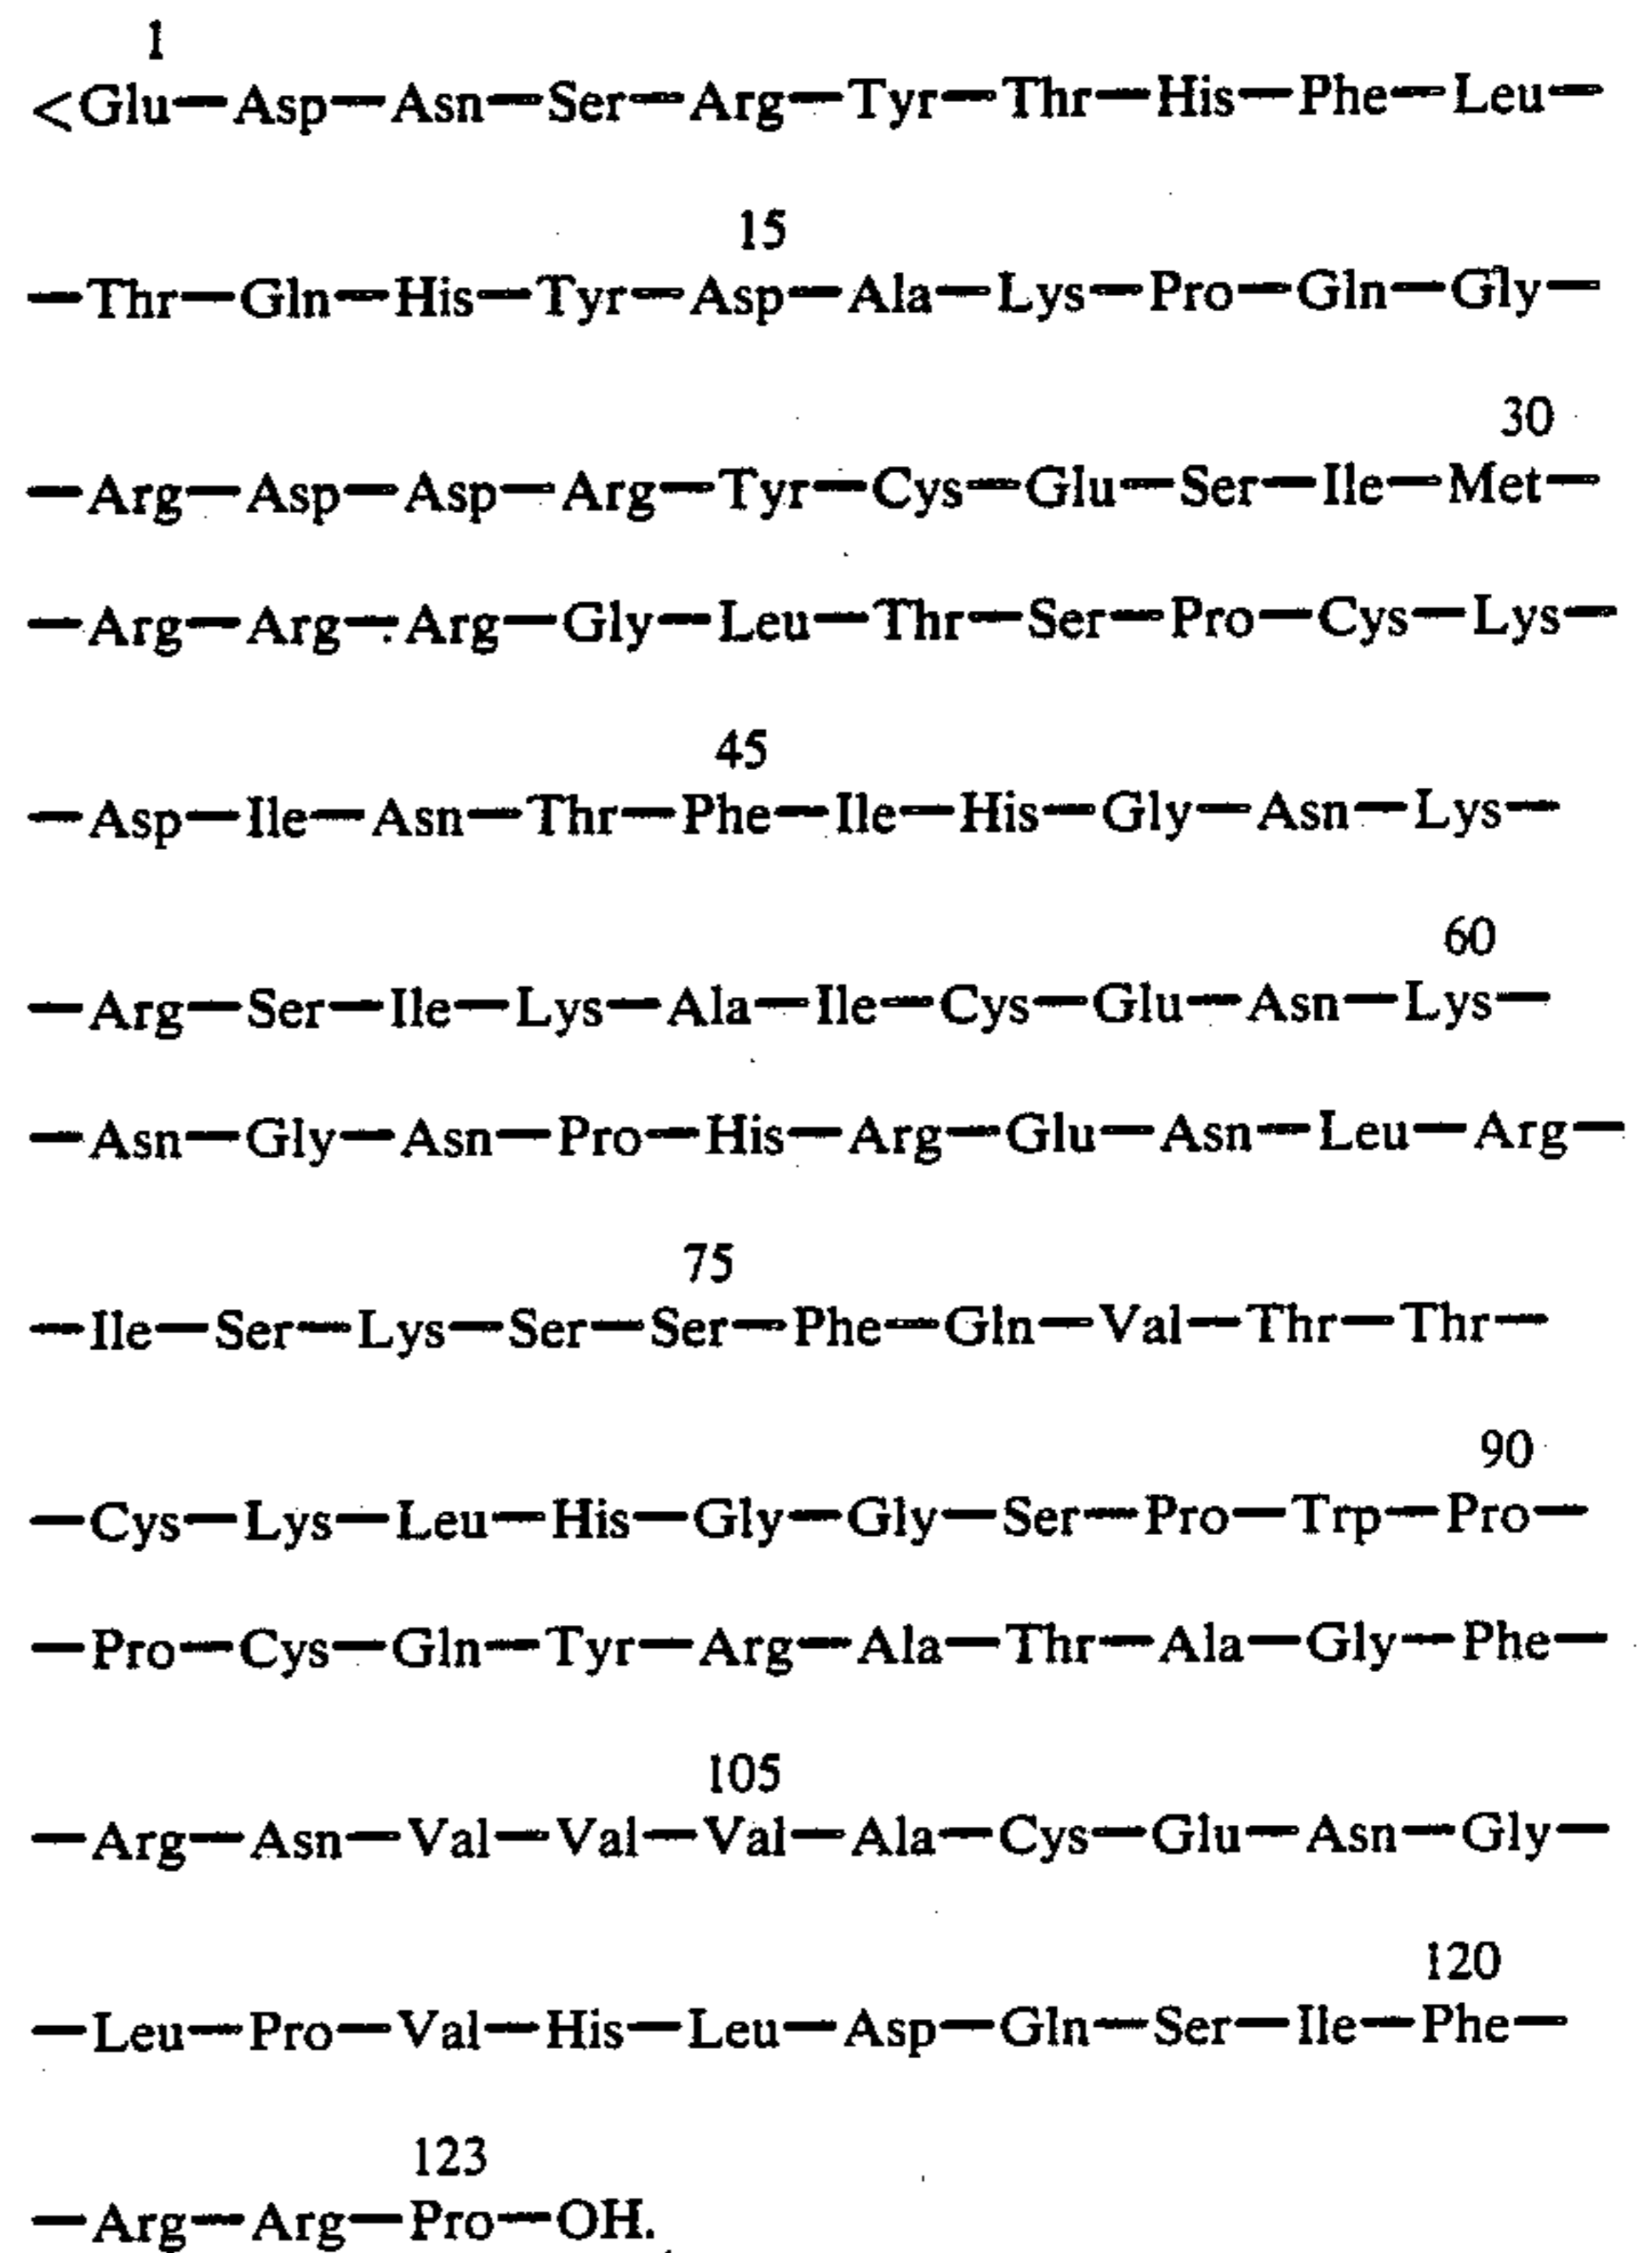 1
<Glu—Asp—Asn—Ser—Arg—Tyr—Thr—His—Phe—Leu—
15
—Thr—Gln—His—Tyr—Asp—Ala—Lys—Pro—Gln—Gly—
30
—Arg—Asp—Asp—Arg—Tyr—Cys—Glu—Ser—Ile—Met—
—Arg—Arg—Arg—Gly—Leu—Thr—Ser—Pro—Cys—Lys—
45
—Asp—Ile—Asn—Thr—Phe—Ile—His—Gly—Asn—Lys—
60
—Arg—Ser—Ile—Lys—Ala—Ile—Cys—Glu—Asn—Lys—
—Asn—Gly—Asn—Pro—His—Arg—Glu—Asn—Leu—Arg—
75
—Ile—Ser—Lys—Ser—Ser—Phe—Gln—Val—Thr—Thr—
90
—Cys—Lys—Leu—His—Gly—Gly—Ser—Pro—Trp—Pro—
—Pro—Cys—Gln—Tyr—Arg—Ala—Thr—Ala—Gly—Phe—
105
—Arg—Asn—Val—Val—Val—Ala—Cys—Glu—Asn—Gly—
120
—Leu—Pro—Val—His—Leu—Asp—Gln—Ser—Ile—Phe—
123
—Arg—Arg—Pro—OH.